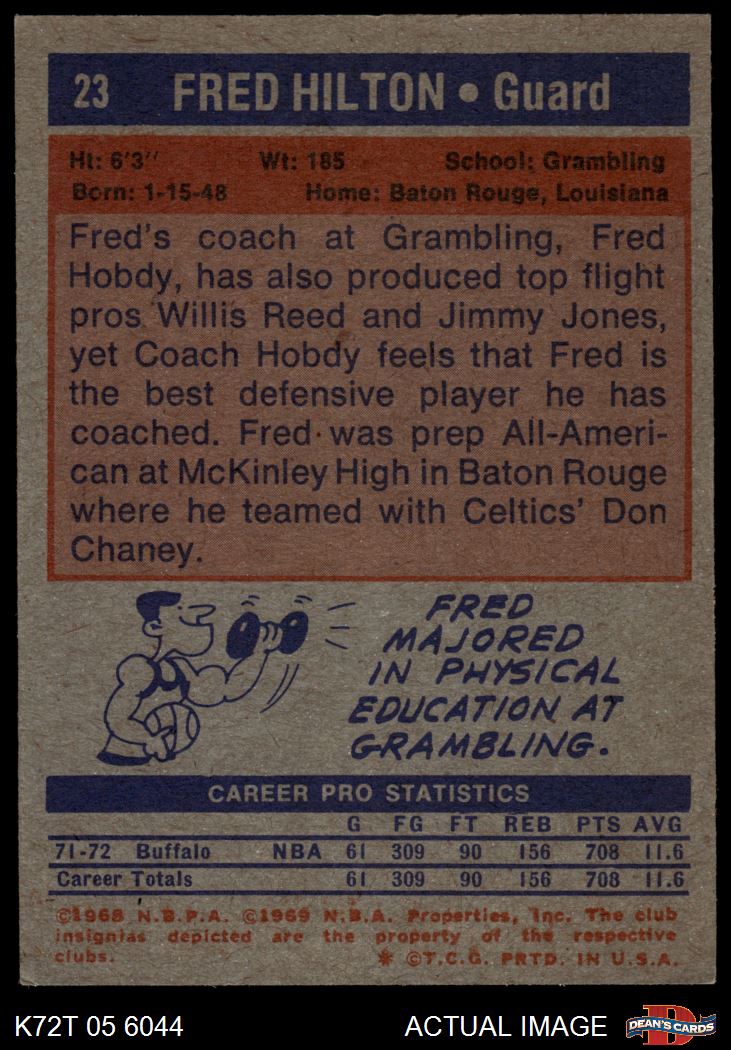 23 FRED HILTON • Guard
Ht: 6'3" Wt: 185 School: Grambling
Born: 1-15-48 Home: Baton Rouge, Louisiana
Fred's coach at Grambling, Fred
Hobdy, has also produced top flight
pros Willis Reed and Jimmy Jones,
yet Coach Hobdy feels that Fred is
the best defensive player he has
coached. Fred was prep All-Ameri-
can at McKinley High in Baton Rouge
where he teamed with Celtics' Don
Chaney.
FRED
MAJORED
IN PHYSICAL
EDUCATION AT
GRAMBLING.
CAREER PRO STATISTICS
G FG FT REB PTS AVG
71-72 Buffalo NBA 61 309 90 156 708 11.6
Career Totals 61 309 90 156 708 11.6
©1968 N.B.P.A. ©1969 N.B.A. Properties, Inc. The club
insignias depicted are the property of the respective
clubs. * ©T.C.G. PRTD. IN U.S.A.
K72T 05 6044 ACTUAL IMAGE DEAN'S CARDS